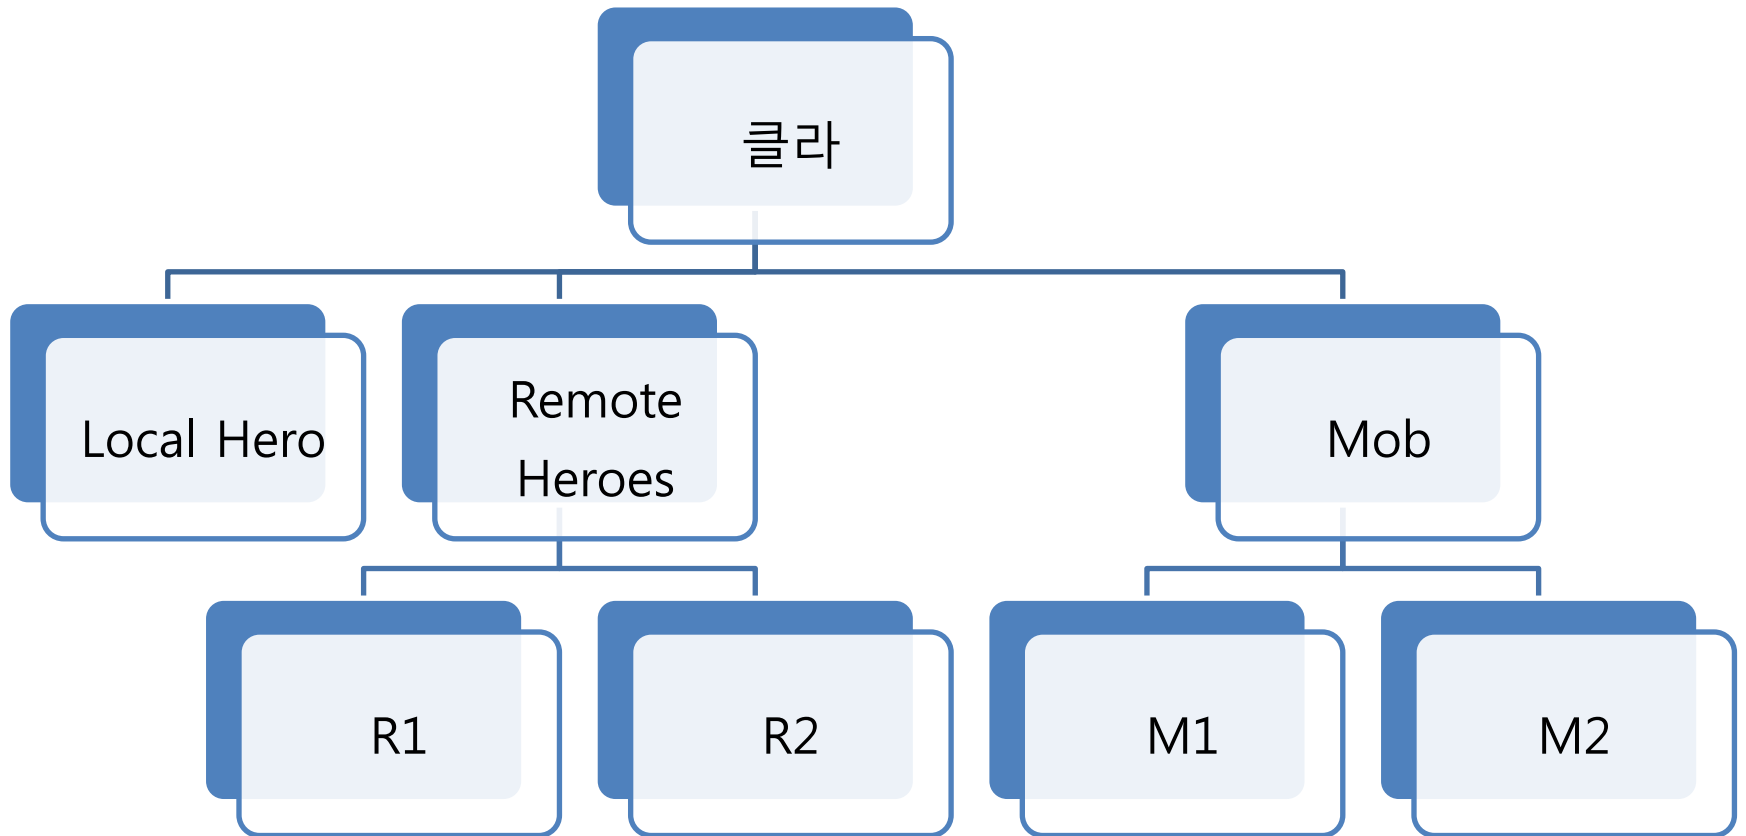 클라
Local Hero
Remote
Heroes
Mob
R1
R2
M1
M2